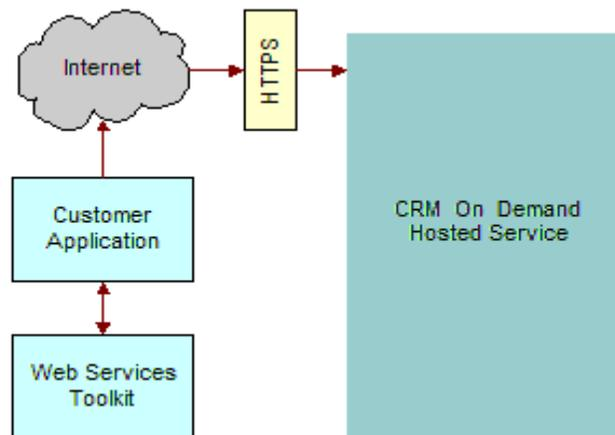 Internet
HTTPS
Customer
Application
CRM On Demand
Hosted Service
Web Services
Toolkit